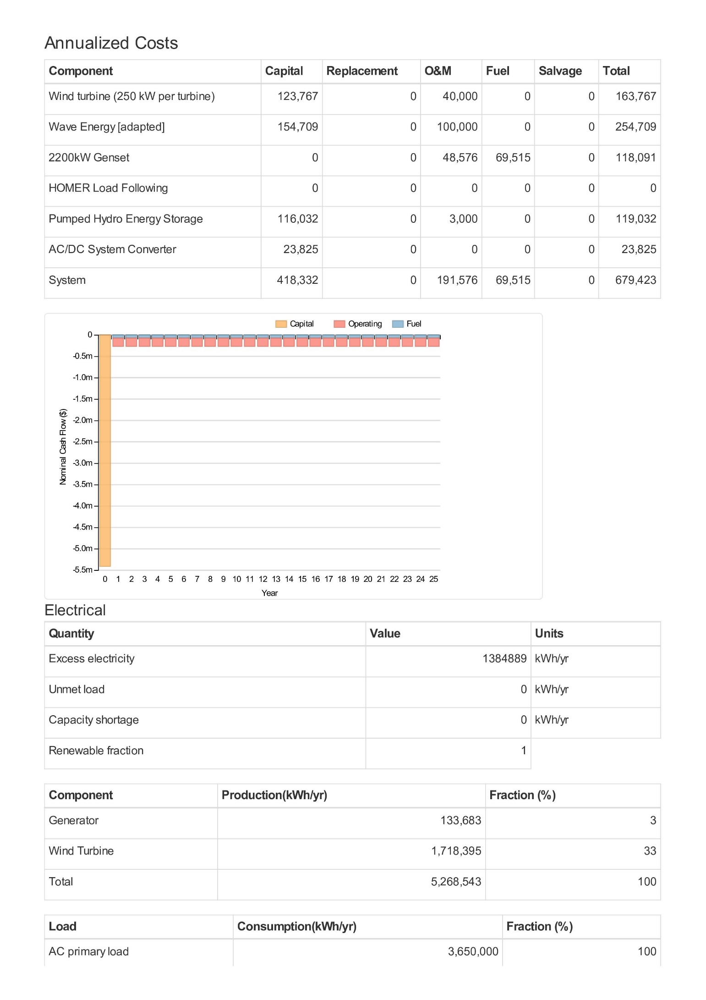 Annualized Costs
Component Capital Replacement O&M Fuel Salvage Total
Wind turbine (250 kW per turbine) 123,767 0 40,000 0 0 163,767
Wave Energy [adapted] 154,709 0 100,000 0 0 254,709
2200kW Genset 0 0 48,576 69,515 0 118,091
HOMER Load Following 0 0 0 0 0 0
Pumped Hydro Energy Storage 116,032 0 3,000 0 0 119,032
AC/DC System Converter 23,825 0 0 0 0 23,825
System 418,332 0 191,576 69,515 0 679,423
Capital Operating Fuel
0
-0.5m
-1.0m
-1.5m
-2.0m
-2.5m
-3.0m
-3.5m
-4.0m
-4.5m
-5.0m
-5.5m
Nominal Cash Flow ($)
0 1 2 3 4 5 6 7 8 9 10 11 12 13 14 15 16 17 18 19 20 21 22 23 24 25
Year
Electrical
Quantity Value Units
Excess electricity 1384889 kWh/yr
Unmet load 0 kWh/yr
Capacity shortage 0 kWh/yr
Renewable fraction 1
Component Production(kWh/yr) Fraction (%)
Generator 133,683 3
Wind Turbine 1,718,395 33
Total 5,268,543 100
Load Consumption(kWh/yr) Fraction (%)
AC primary load 3,650,000 100